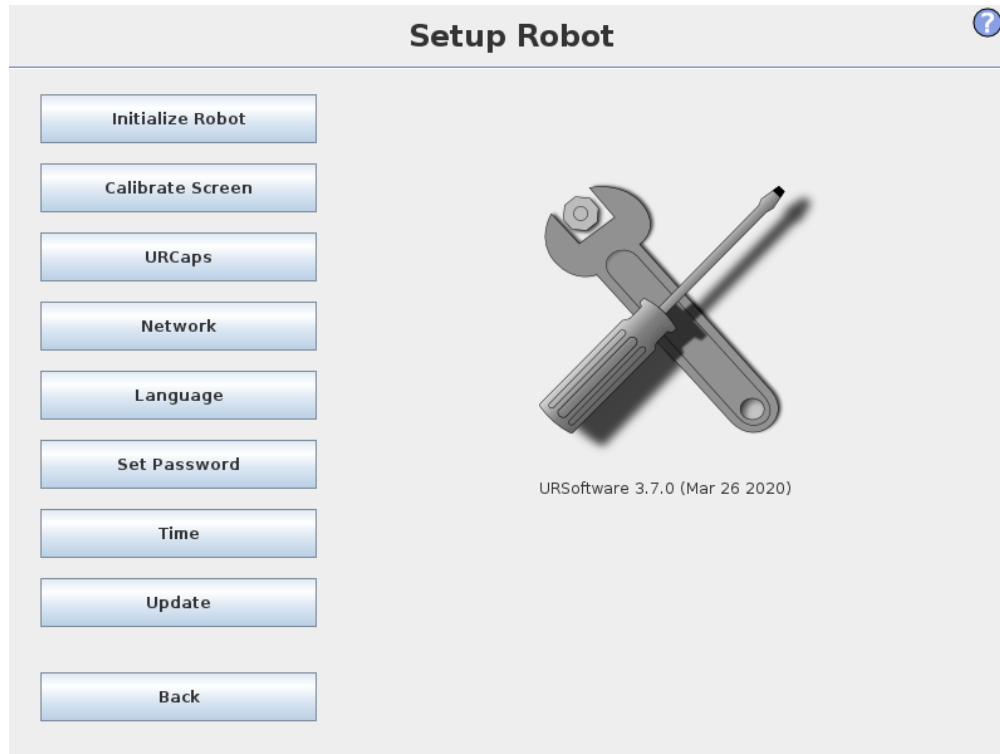 Setup Robot
?
Initialize Robot
Calibrate Screen
URCaps
Network
Language
Set Password
Time
Update
Back
URSoftware 3.7.0 (Mar 26 2020)